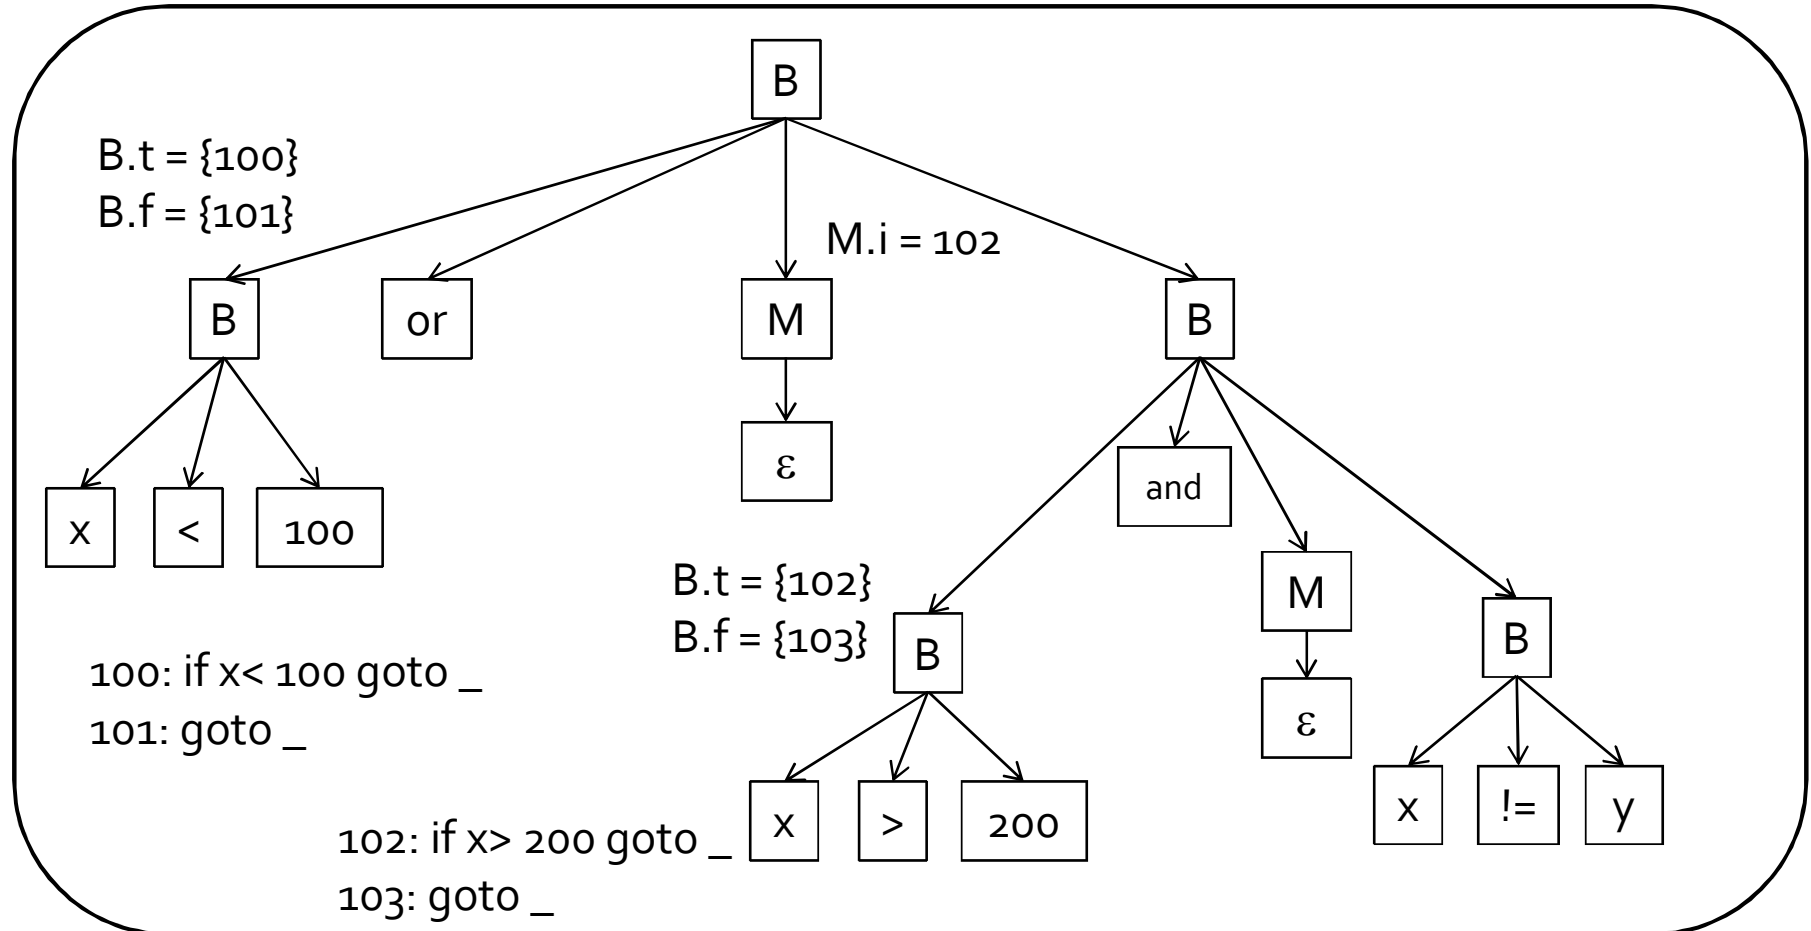 B
B.t = {100}
B.f = {101}
M.i = 102
B
or
M
B
ε
and
x
<
100
M
B.t = {102}
B.f = {103}
B
B
100: if x< 100 goto _
101: goto _
ε
x
>
200
x
!=
y
102: if x> 200 goto _
103: goto _